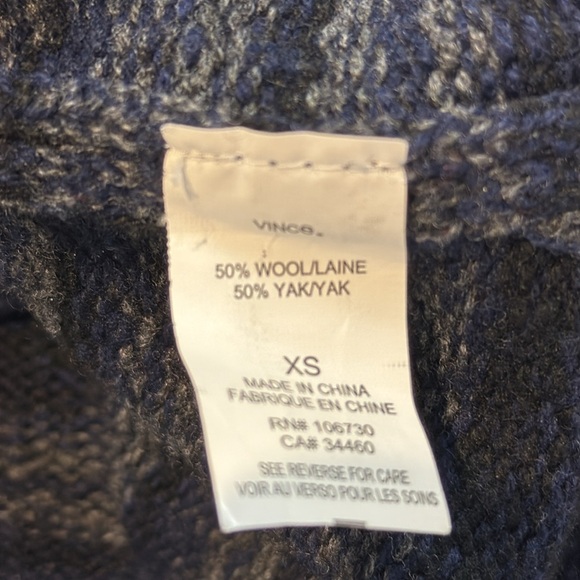 VINCE.
50% WOOL/LAINE
50% YAK/YAK
XS
MADE IN CHINA
FABRIQUE EN CHINE
RN# 106730
CA# 34460
SEE REVERSE FOR CARE
VOIR AU VERSO POUR LES SOINS